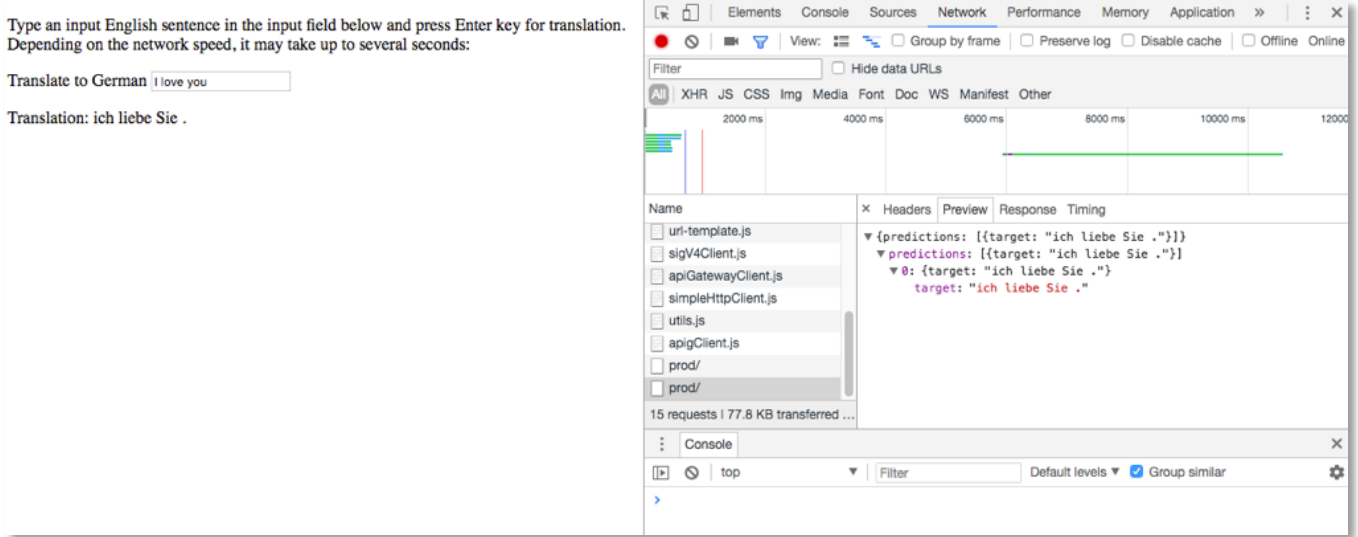 Type an input English sentence in the input field below and press Enter key for translation.
Depending on the network speed, it may take up to several seconds:
Translate to German I love you
Translation: ich liebe Sie .
Elements Console Sources Network Performance Memory Application »
View: Group by frame Preserve log Disable cache Offline Online
Filter Hide data URLs
All XHR JS CSS Img Media Font Doc WS Manifest Other
2000 ms 4000 ms 6000 ms 8000 ms 10000 ms 12000
Name
url-template.js
sigV4Client.js
apiGatewayClient.js
simpleHttpClient.js
utils.js
apigClient.js
prod/
prod/
15 requests | 77.8 KB transferred ...
× Headers Preview Response Timing
▼{predictions: [{target: "ich liebe Sie ."}]}
▼predictions: [{target: "ich liebe Sie ."}]
▼0: {target: "ich liebe Sie ."}
target: "ich liebe Sie ."
Console
top ▼ Filter Default levels ▼ Group similar
>